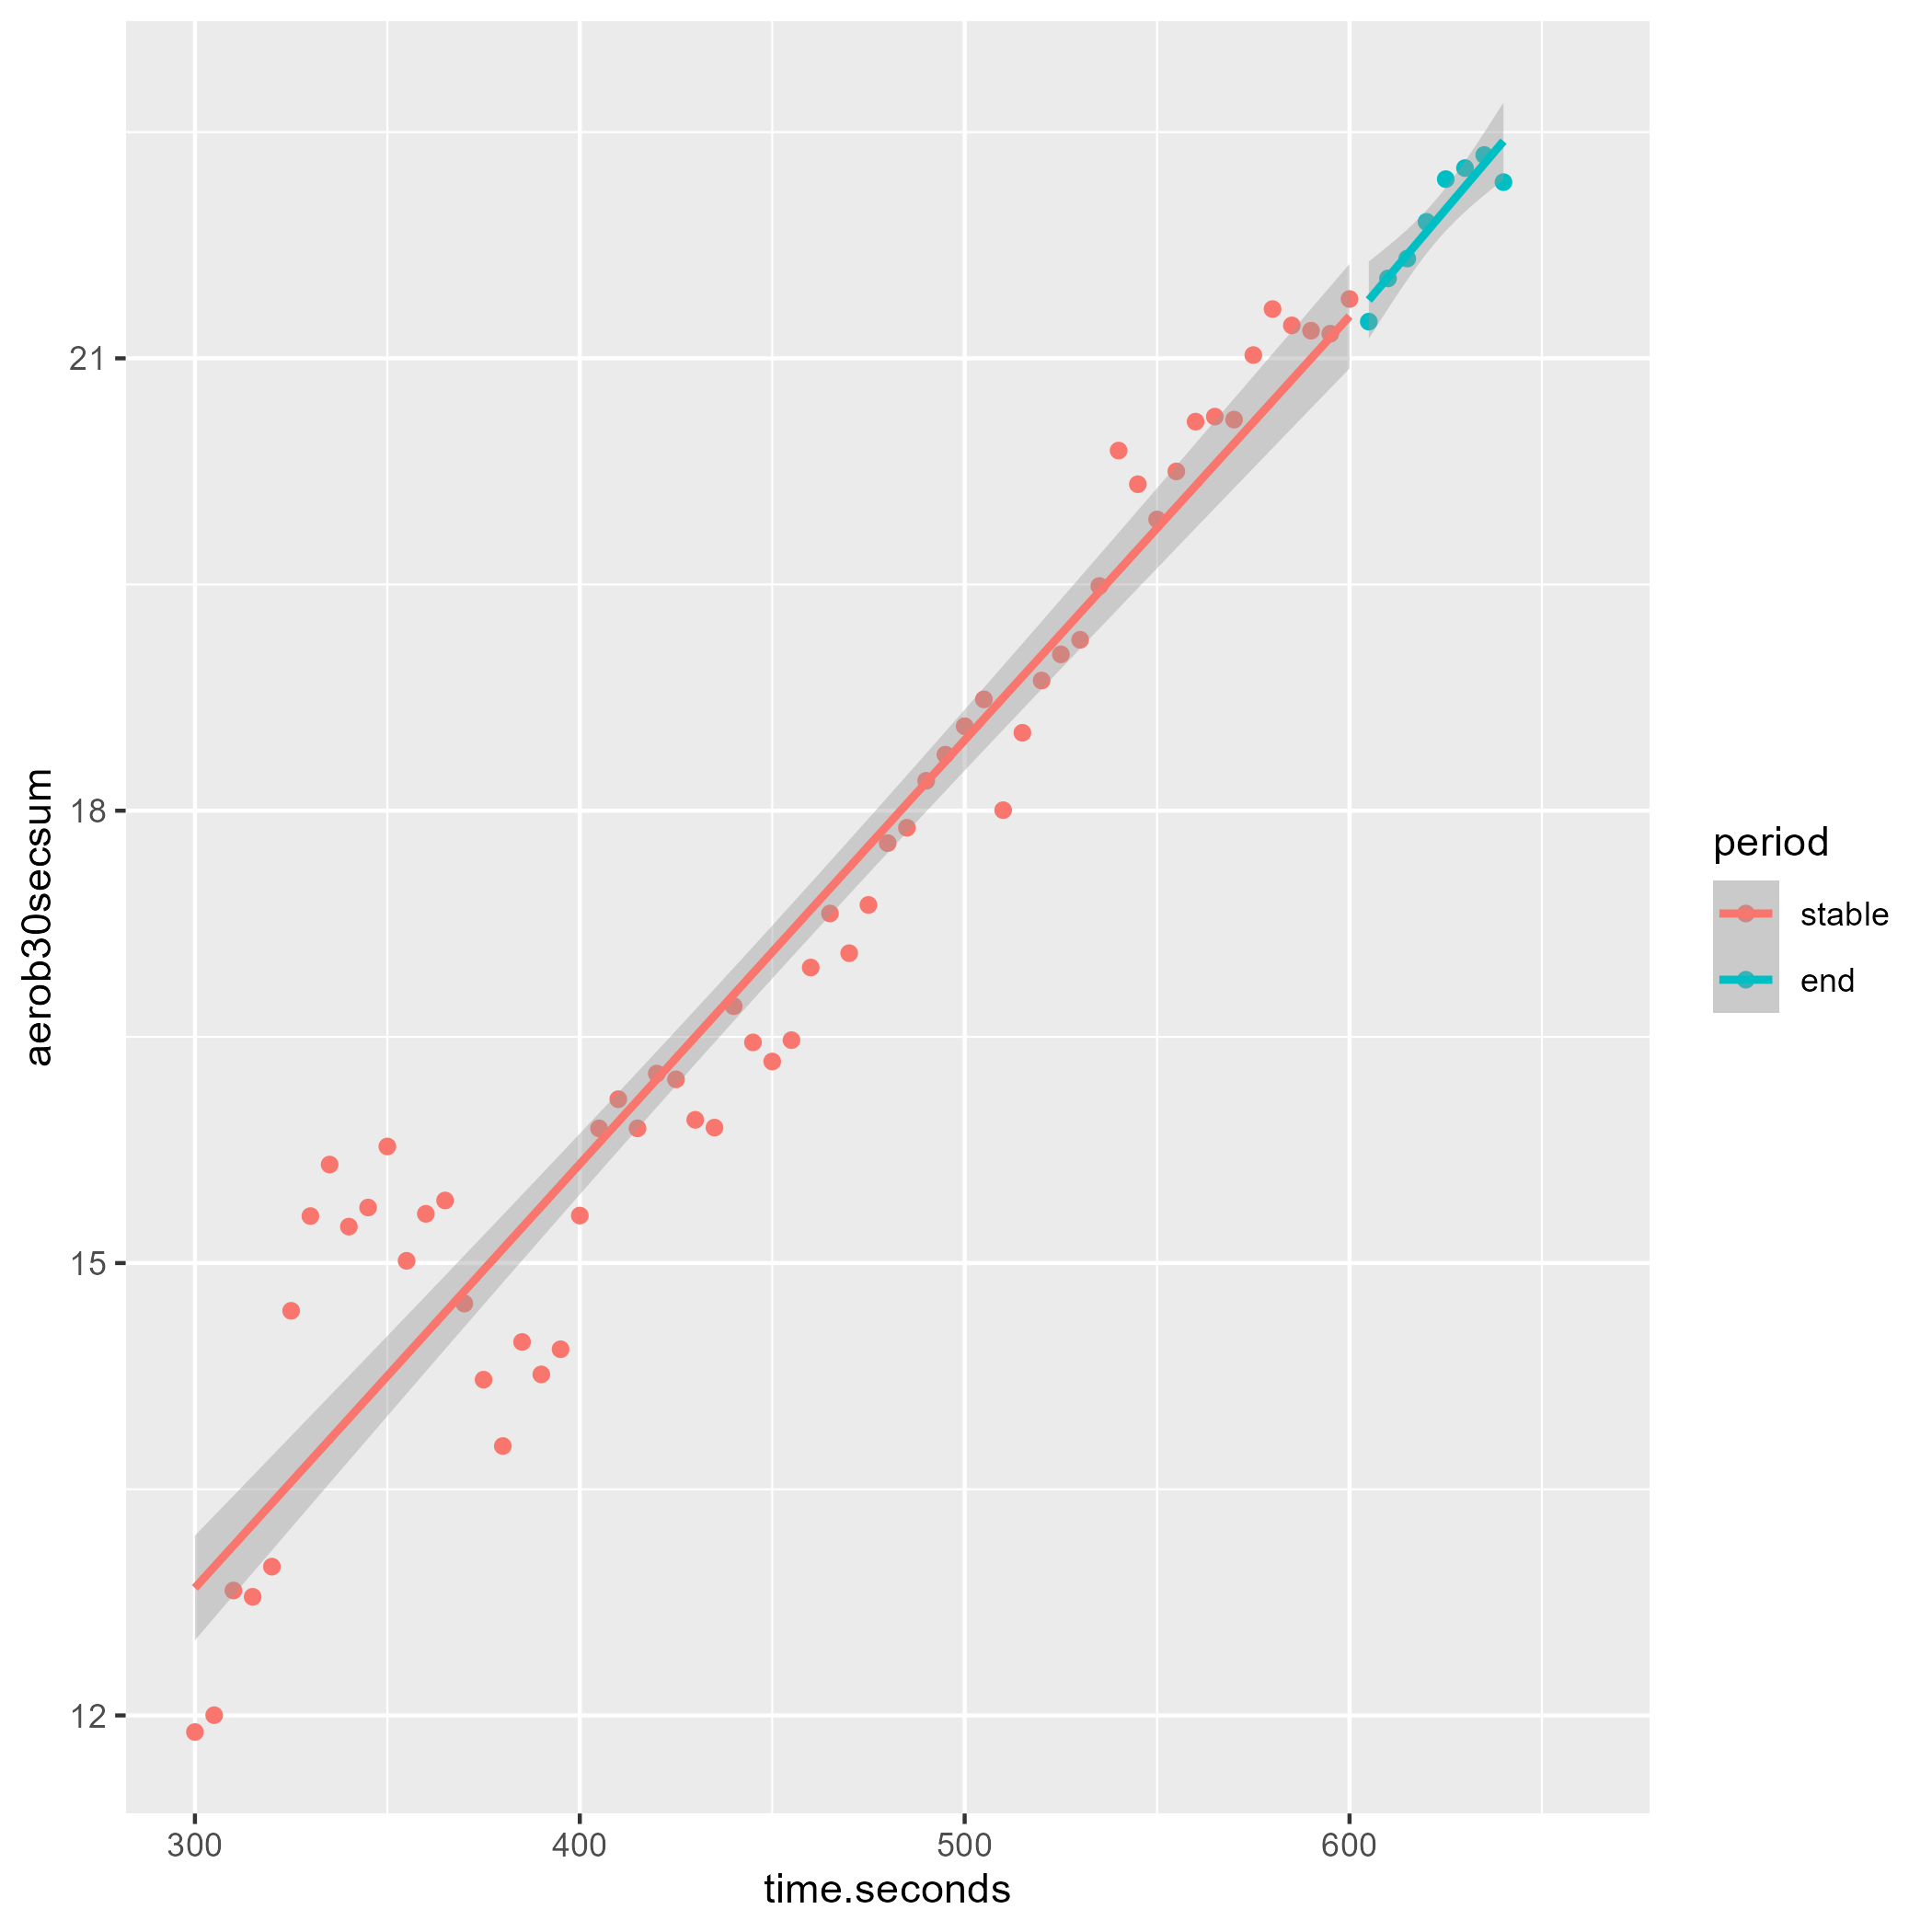 aerob30secsum
21
18
15
12
300
400
500
600
time.seconds
period
stable
end